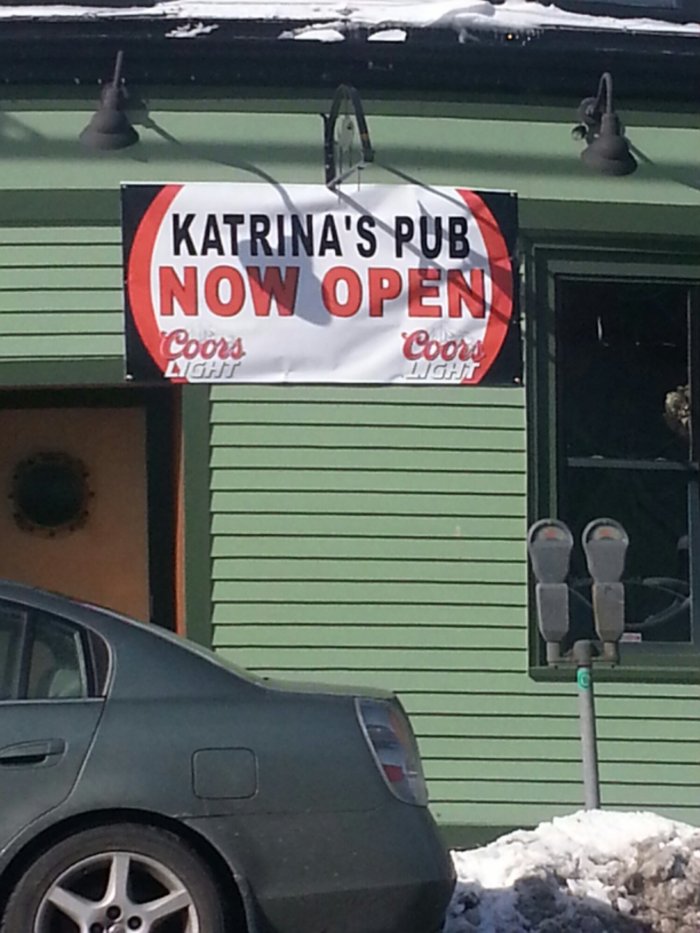 KATRINA'S PUB
NOW OPEN
Coors Coors
LIGHT LIGHT